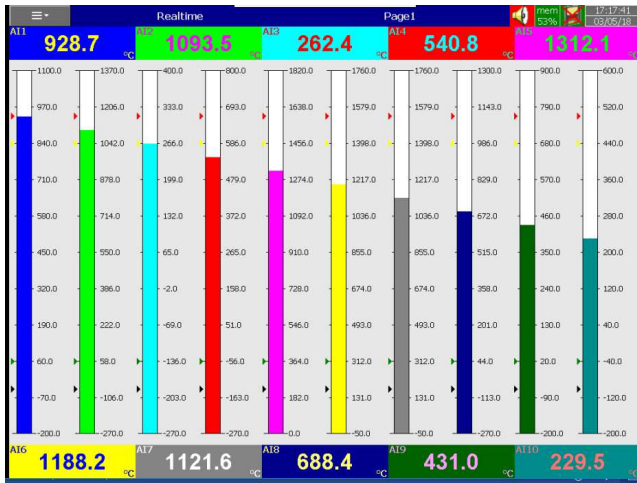 Realtime Page1 mem 53% 17:17:41 03/05/18
AI1 928.7 °C AI2 1093.5 °C AI3 262.4 °C AI4 540.8 °C AI5 1312.1 °C
1100.0 1370.0 400.0 800.0 1820.0 1760.0 1760.0 1300.0 900.0 600.0
970.0 1206.0 333.0 693.0 1638.0 1579.0 1579.0 1143.0 790.0 520.0
840.0 1042.0 266.0 586.0 1456.0 1398.0 1398.0 986.0 680.0 440.0
710.0 878.0 199.0 479.0 1274.0 1217.0 1217.0 829.0 570.0 360.0
580.0 714.0 132.0 372.0 1092.0 1036.0 1036.0 672.0 460.0 280.0
450.0 550.0 65.0 265.0 910.0 855.0 855.0 515.0 350.0 200.0
320.0 386.0 -2.0 158.0 728.0 674.0 674.0 358.0 240.0 120.0
190.0 222.0 -69.0 51.0 546.0 493.0 493.0 201.0 130.0 40.0
60.0 58.0 -136.0 -56.0 364.0 312.0 312.0 44.0 20.0 -40.0
-70.0 -106.0 -203.0 -163.0 182.0 131.0 131.0 -113.0 -90.0 -120.0
-200.0 -270.0 -270.0 -270.0 0.0 -50.0 -50.0 -270.0 -200.0 -200.0
AI6 1188.2 °C AI7 1121.6 °C AI8 688.4 °C AI9 431.0 °C AI10 229.5 °C